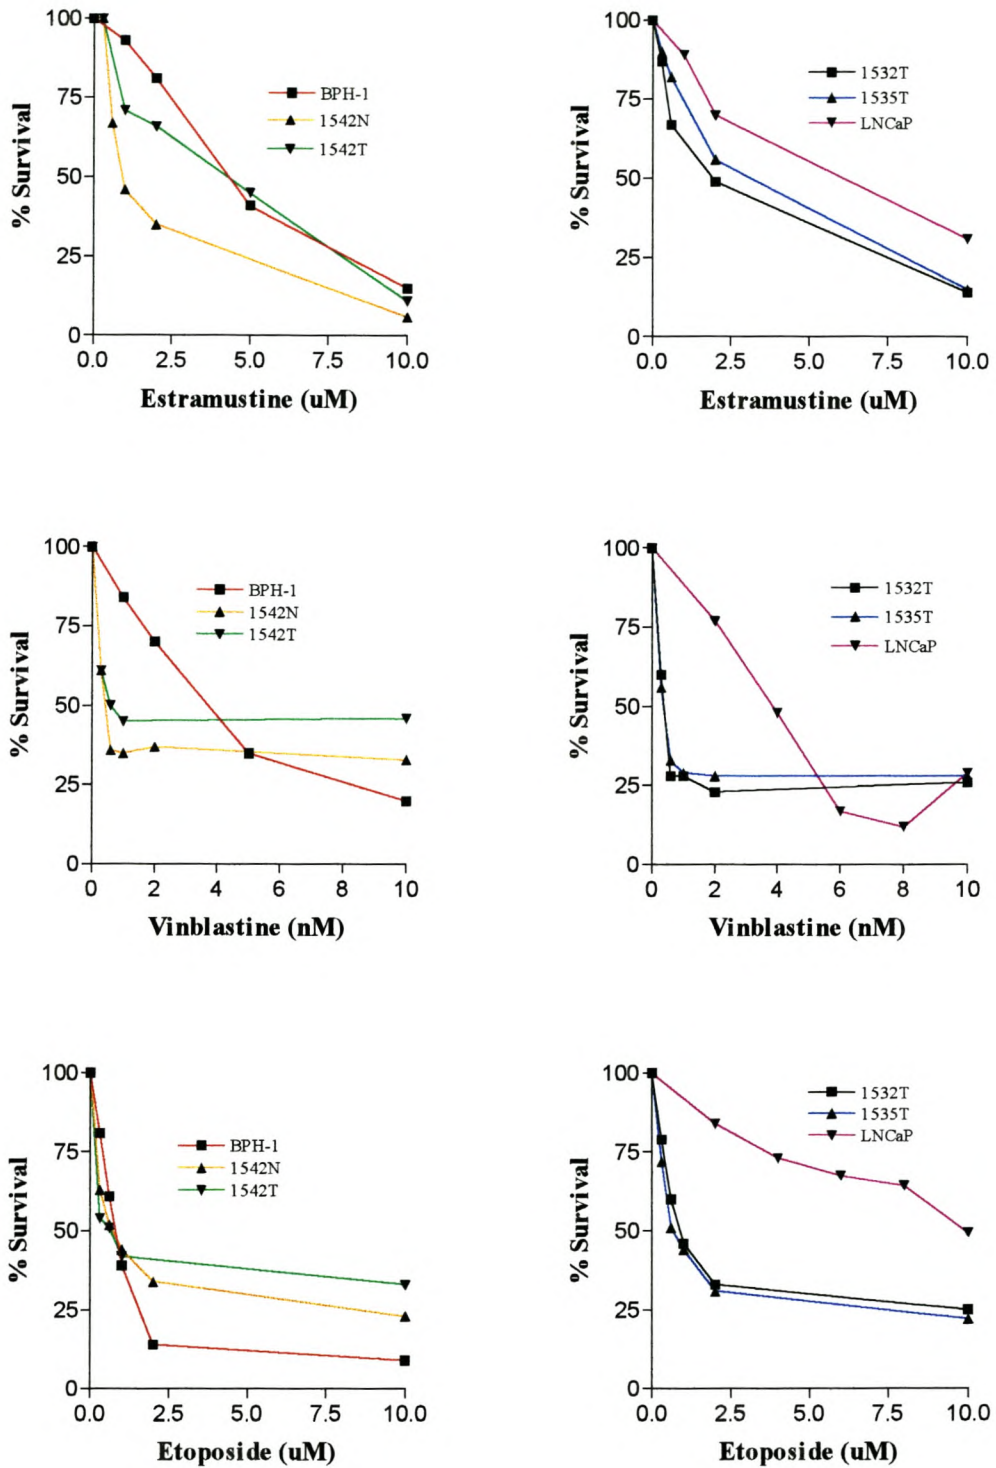 100
75
50
25
0
% Survival
BPH-1
1542N
1542T
0.0 2.5 5.0 7.5 10.0
Estramustine (uM)
100
75
50
25
0
% Survival
1532T
1535T
LNCaP
0.0 2.5 5.0 7.5 10.0
Estramustine (uM)
100
75
50
25
0
% Survival
BPH-1
1542N
1542T
0 2 4 6 8 10
Vinblastine (nM)
100
75
50
25
0
% Survival
1532T
1535T
LNCaP
0 2 4 6 8 10
Vinblastine (nM)
100
75
50
25
0
% Survival
BPH-1
1542N
1542T
0.0 2.5 5.0 7.5 10.0
Etoposide (uM)
100
75
50
25
0
% Survival
1532T
1535T
LNCaP
0.0 2.5 5.0 7.5 10.0
Etoposide (uM)